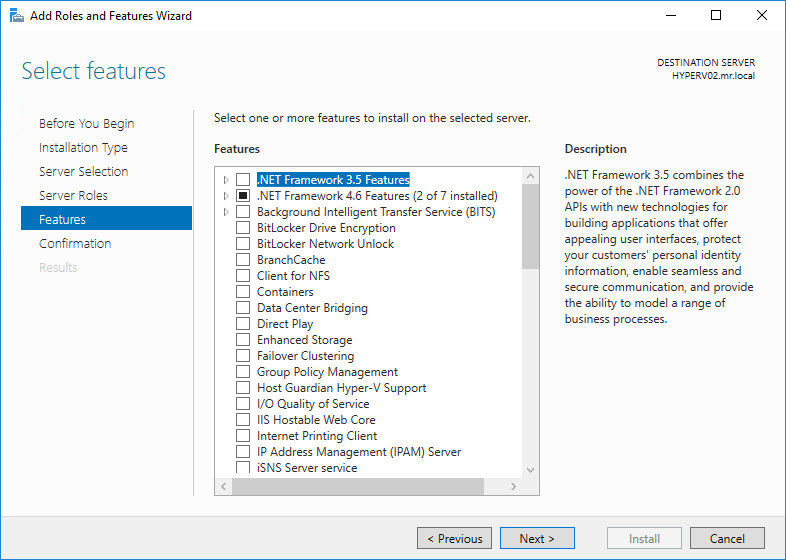 Add Roles and Features Wizard
Select features
DESTINATION SERVER
HYPERV02.mr.local
Before You Begin
Installation Type
Server Selection
Server Roles
Features
Confirmation
Results
Select one or more features to install on the selected server.
Features
.NET Framework 3.5 Features
.NET Framework 4.6 Features (2 of 7 installed)
Background Intelligent Transfer Service (BITS)
BitLocker Drive Encryption
BitLocker Network Unlock
BranchCache
Client for NFS
Containers
Data Center Bridging
Direct Play
Enhanced Storage
Failover Clustering
Group Policy Management
Host Guardian Hyper-V Support
I/O Quality of Service
IIS Hostable Web Core
Internet Printing Client
IP Address Management (IPAM) Server
iSNS Server service
Description
.NET Framework 3.5 combines the
power of the .NET Framework 2.0
APIs with new technologies for
building applications that offer
appealing user interfaces, protect
your customers' personal identity
information, enable seamless and
secure communication, and provide
the ability to model a range of
business processes.
< Previous
Next >
Install
Cancel